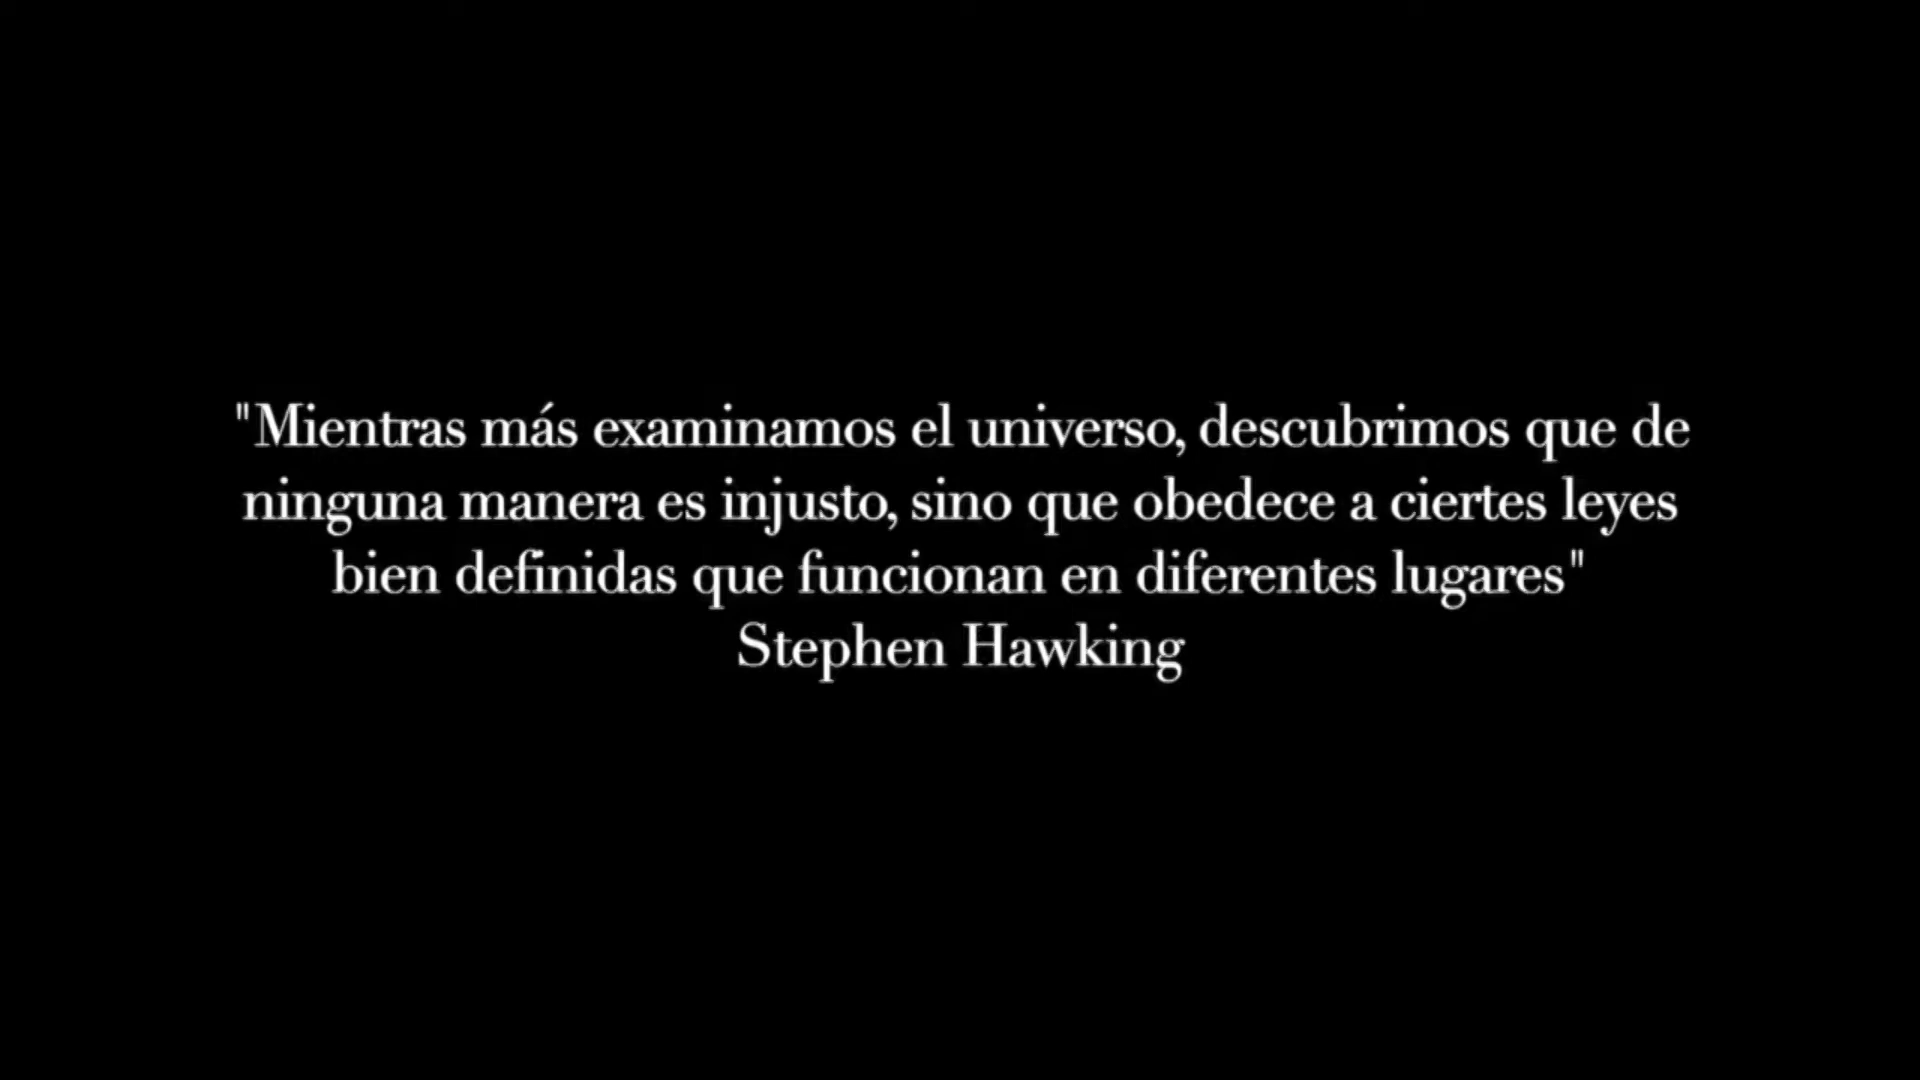 "Mientras más examinamos el universo, descubrimos que de
ninguna manera es injusto, sino que obedece a ciertes leyes
bien definidas que funcionan en diferentes lugares"
Stephen Hawking